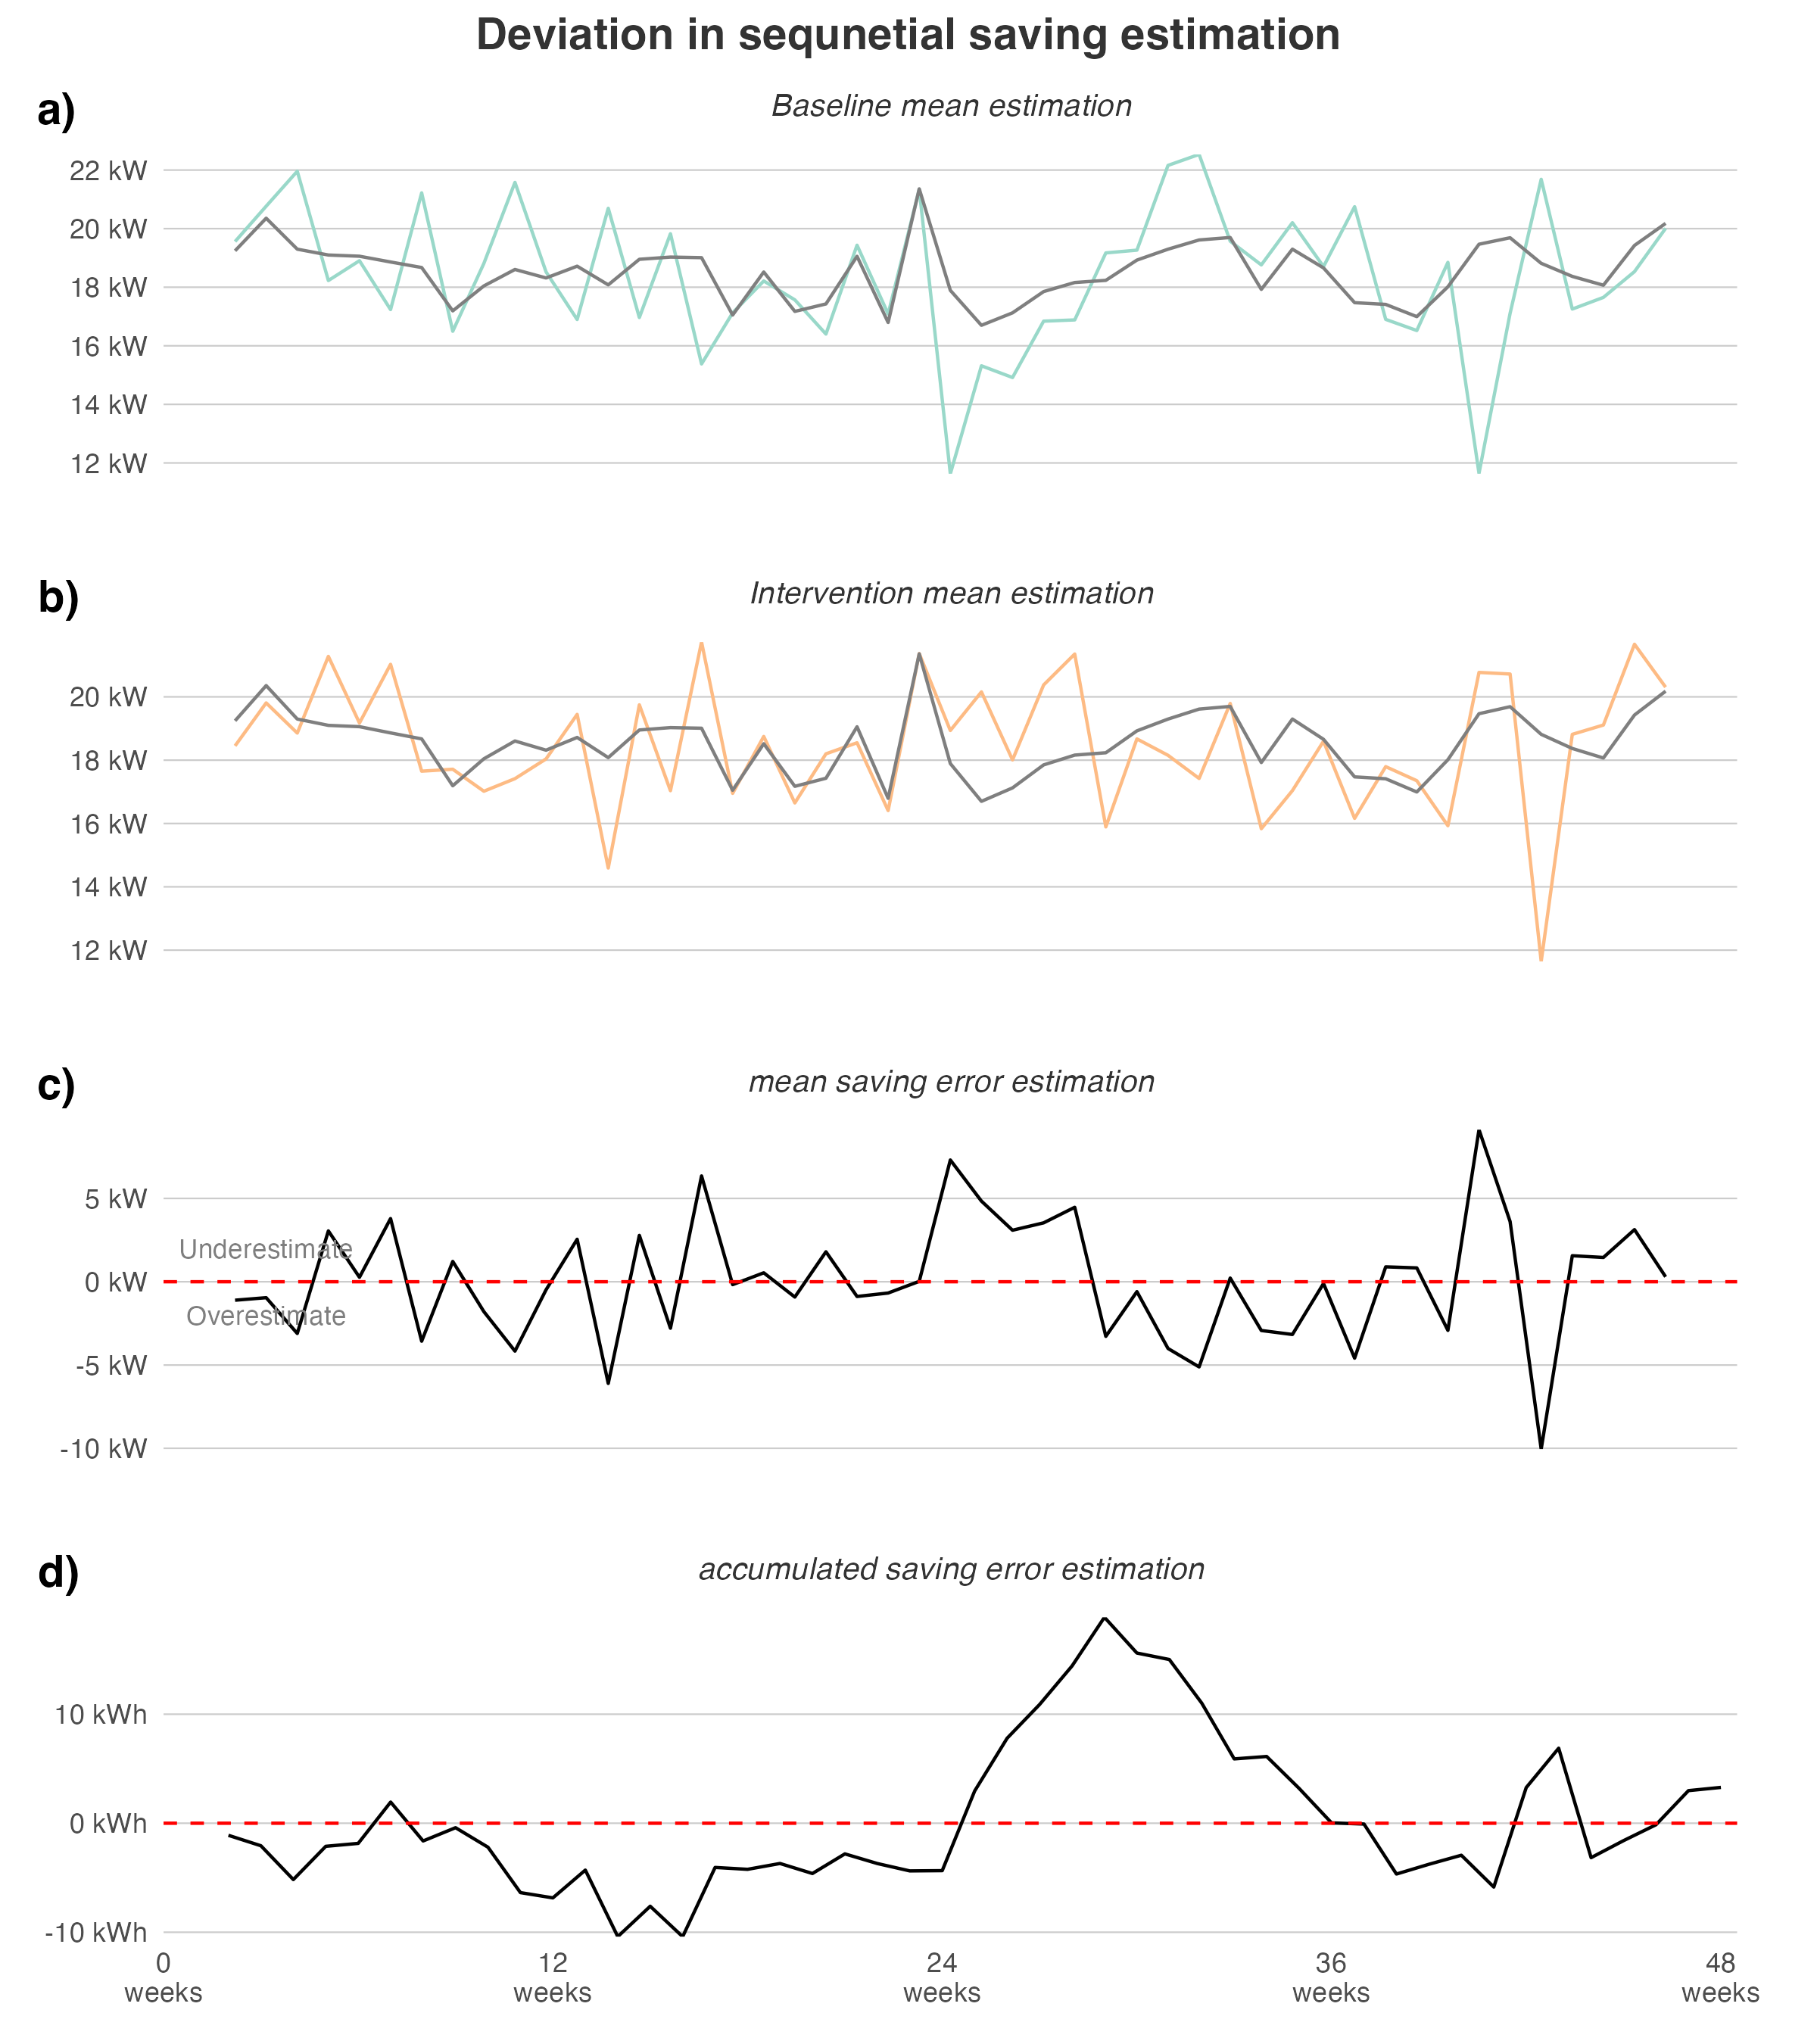 Deviation in sequnetial saving estimation
a)
Baseline mean estimation
22 kW
20 kW
18 kW
16 kW
14 kW
12 kW
b)
Intervention mean estimation
20 kW
18 kW
16 kW
14 kW
12 kW
c)
mean saving error estimation
5 kW
Underestimate
0 kW
Overestimate
-5 kW
-10 kW
d)
accumulated saving error estimation
10 kWh
0 kWh
-10 kWh
0 12 24 36 48
weeks weeks weeks weeks weeks